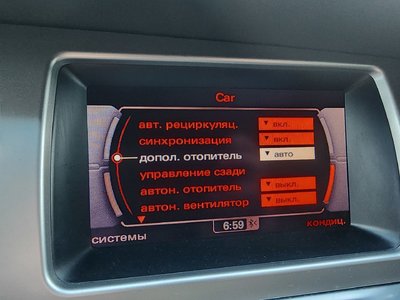 Car
авт. рециркуляц. вкл.
синхронизация вкл.
допол. отопитель авто
управление сзади
автон. отопитель выкл.
автон. вентилятор выкл.
6:59
кондиц.
системы